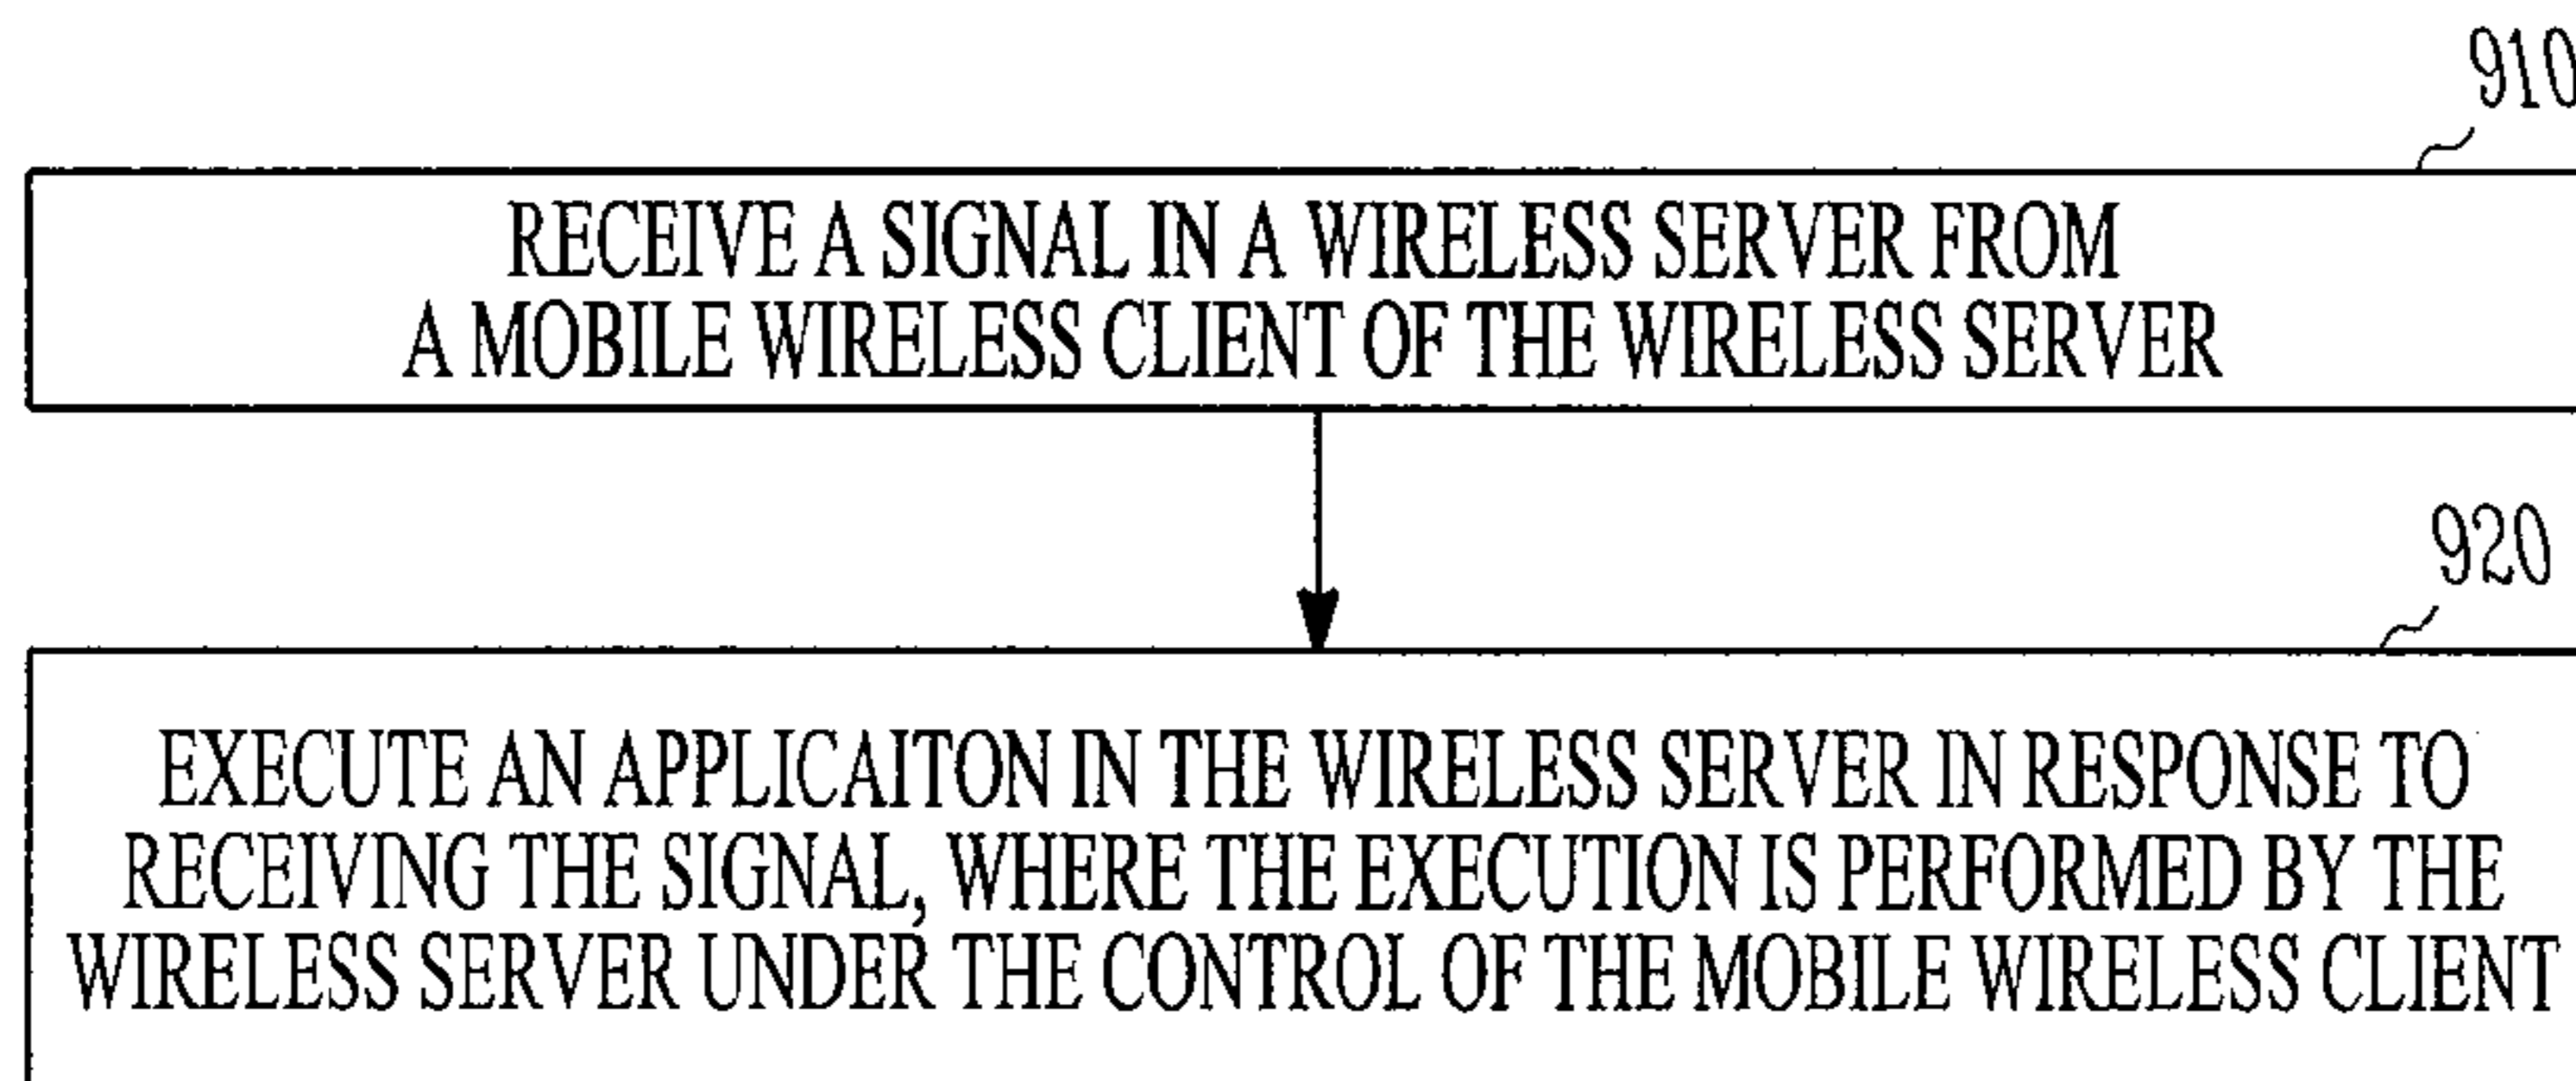 910
RECEIVE A SIGNAL IN A WIRELESS SERVER FROM
A MOBILE WIRELESS CLIENT OF THE WIRELESS SERVER
920
EXECUTE AN APPLICAITON IN THE WIRELESS SERVER IN RESPONSE TO
RECEIVING THE SIGNAL, WHERE THE EXECUTION IS PERFORMED BY THE
WIRELESS SERVER UNDER THE CONTROL OF THE MOBILE WIRELESS CLIENT